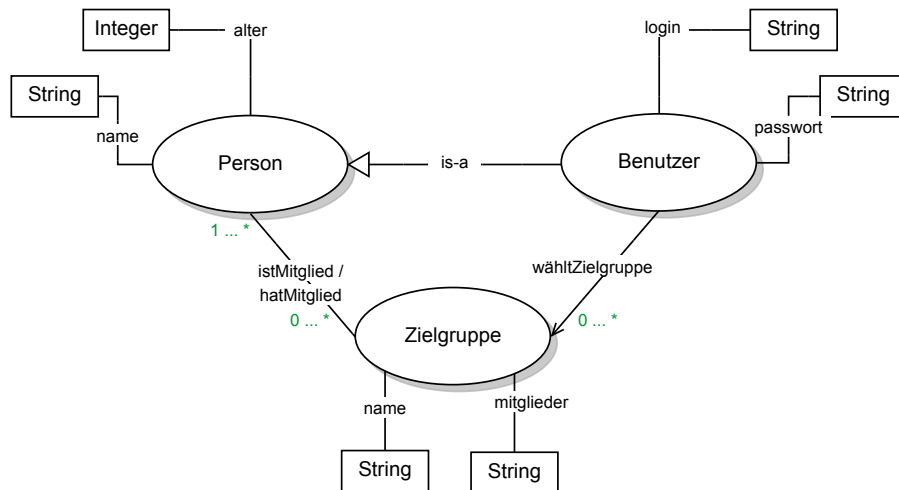 Integer
alter
login
String
String
String
name
passwort
Person
is-a
Benutzer
1 ... *
istMitglied /
hatMitglied
wähltZielgruppe
0 ... *
0 ... *
Zielgruppe
name
mitglieder
String
String